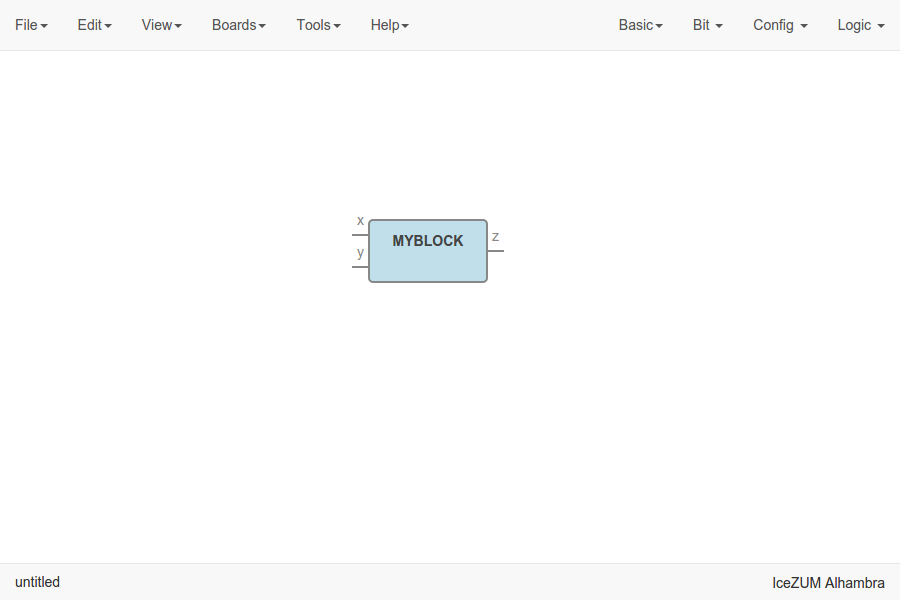 File Edit View Boards Tools Help Basic Bit Config Logic
x
MYBLOCK
z
y
untitled
IceZUM Alhambra